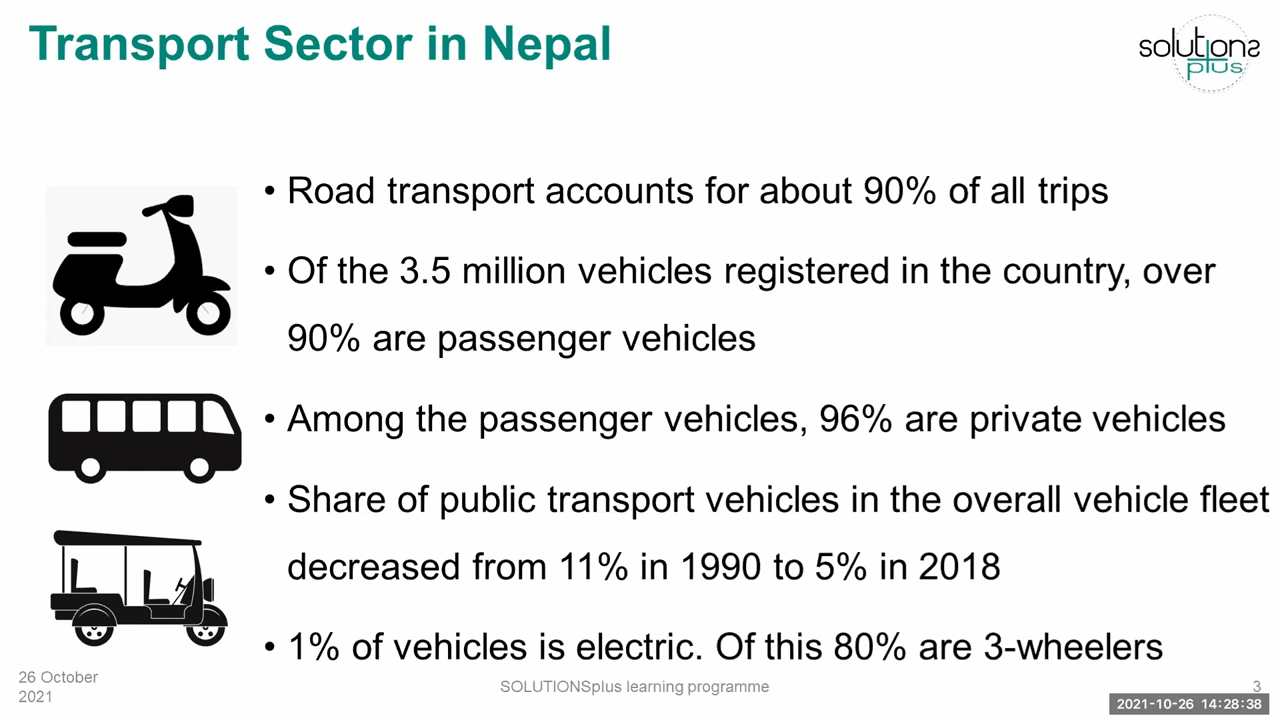 Transport Sector in Nepal
solutions
plus
• Road transport accounts for about 90% of all trips
• Of the 3.5 million vehicles registered in the country, over
90% are passenger vehicles
• Among the passenger vehicles, 96% are private vehicles
• Share of public transport vehicles in the overall vehicle fleet
decreased from 11% in 1990 to 5% in 2018
• 1% of vehicles is electric. Of this 80% are 3-wheelers
26 October
2021
SOLUTIONSplus learning programme
3
2021-10-26 14:28:38